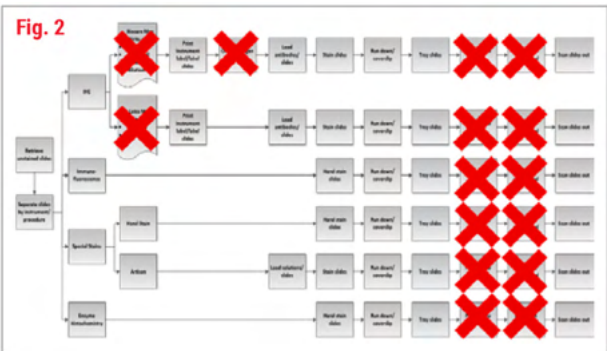 Fig. 2
Print
instrument
label/label
slides
Load
antibodies/
slides
Stain slides
Run down/
coverslip
Tray slides
Scan slides out
IHC
Print
instrument
label/label
slides
Load
antibodies/
slides
Stain slides
Run down/
coverslip
Tray slides
Scan slides out
Retrieve
unstained slides
Immuno-
fluorescence
Hand stain
slides
Run down/
coverslip
Tray slides
Scan slides out
Separate slides
by instrument/
procedure
Hand Stain
Hand stain
slides
Run down/
coverslip
Tray slides
Scan slides out
Special Stains
Artisan
Load solutions/
slides
Stain slides
Run down/
coverslip
Tray slides
Scan slides out
Enzyme
Hand stain
slides
Run down/
coverslip
Tray slides
Scan slides out